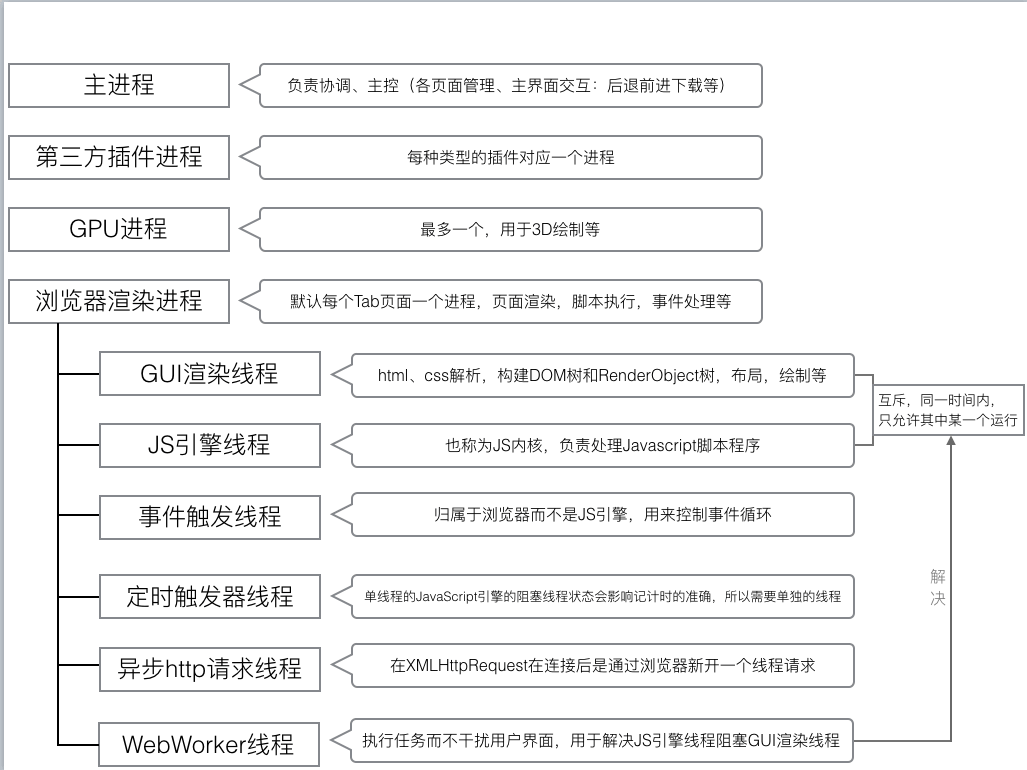 主进程
负责协调、主控（各页面管理、主界面交互：后退前进下载等）
第三方插件进程
每种类型的插件对应一个进程
GPU进程
最多一个，用于3D绘制等
浏览器渲染进程
默认每个Tab页面一个进程，页面渲染，脚本执行，事件处理等
GUI渲染线程
html、css解析，构建DOM树和RenderObject树，布局，绘制等
互斥，同一时间内，
只允许其中某一个运行
JS引擎线程
也称为JS内核，负责处理Javascript脚本程序
事件触发线程
归属于浏览器而不是JS引擎，用来控制事件循环
定时触发器线程
单线程的JavaScript引擎的阻塞线程状态会影响记计时的准确，所以需要单独的线程
解
决
异步http请求线程
在XMLHttpRequest在连接后是通过浏览器新开一个线程请求
WebWorker线程
执行任务而不干扰用户界面，用于解决JS引擎线程阻塞GUI渲染线程